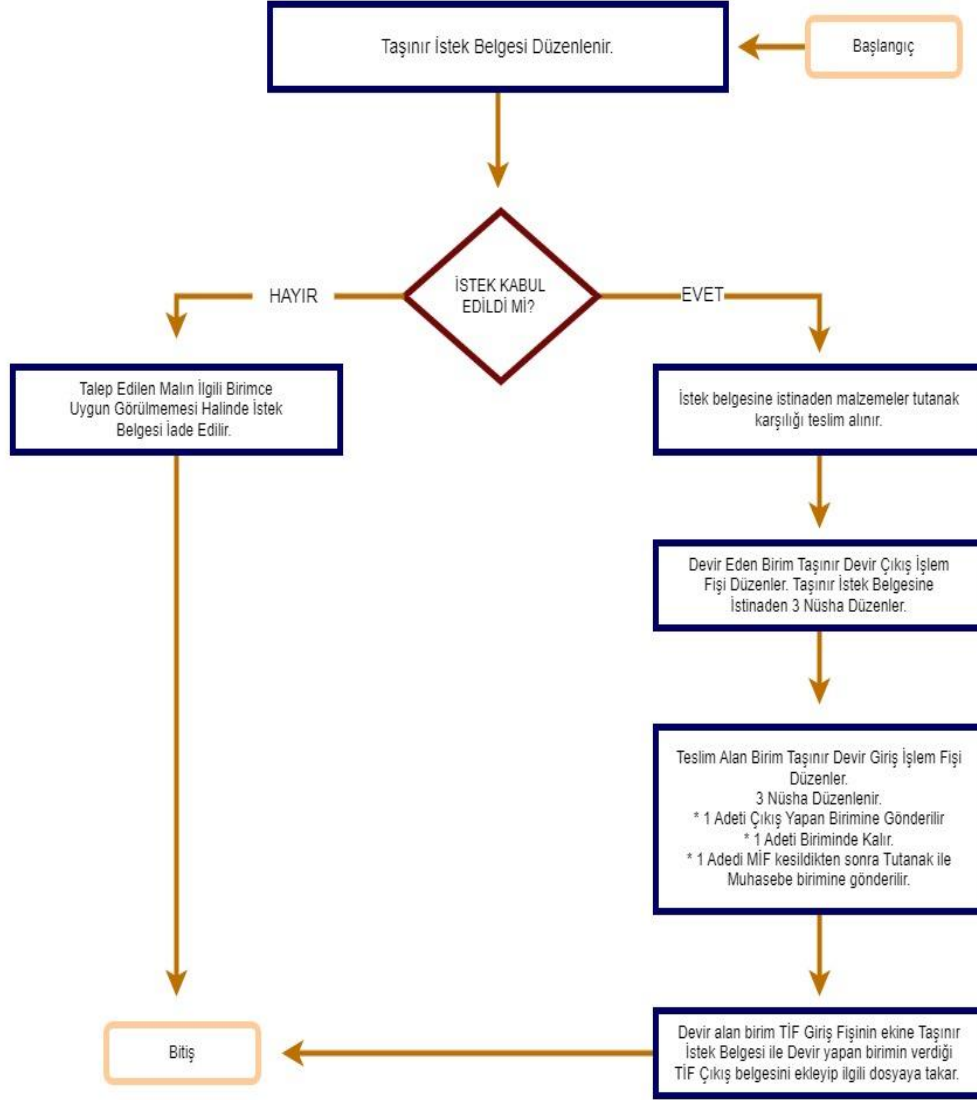 Taşınır İstek Belgesi Düzenlenir.
Başlangıç
İSTEK KABUL
EDİLDİ Mİ?
HAYIR
EVET
Talep Edilen Malın İlgili Birimce
Uygun Görülmemesi Halinde İstek
Belgesi İade Edilir.
İstek belgesine istinaden malzemeler tutanak
karşılığı teslim alınır.
Devir Eden Birim Taşınır Devir Çıkış İşlem
Fişi Düzenler. Taşınır İstek Belgesine
İstinaden 3 Nüsha Düzenler.
Teslim Alan Birim Taşınır Devir Giriş İşlem Fişi
Düzenler.
3 Nüsha Düzenlenir.
* 1 Adeti Çıkış Yapan Birimine Gönderilir
* 1 Adeti Biriminde Kalır.
* 1 Adedi MİF kesildikten sonra Tutanak ile
Muhasebe birimine gönderilir.
Devir alan birim TİF Giriş Fişinin ekine Taşınır
İstek Belgesi ile Devir yapan birimin verdiği
TİF Çıkış belgesini ekleyip ilgili dosyaya takar.
Bitiş